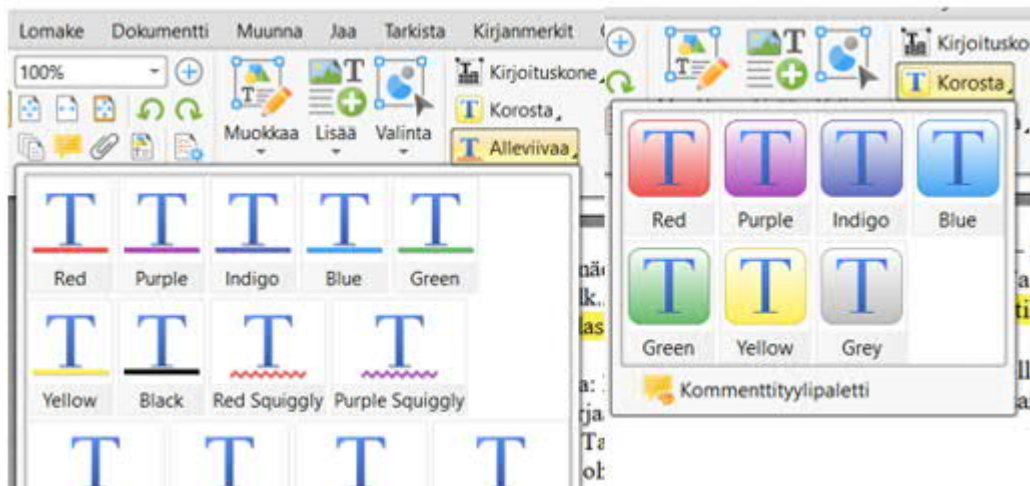 Lomake Dokumentti Muunna Jaa Tarkista Kirjanmerkit
100%
Muokkaa Lisää Valinta
Kirjoituskone
Korosta
Alleviivaa
Red Purple Indigo Blue Green
Yellow Black Red Squiggly Purple Squiggly
Korosta
Red Purple Indigo Blue
Green Yellow Grey
Kommenttityylipaletti